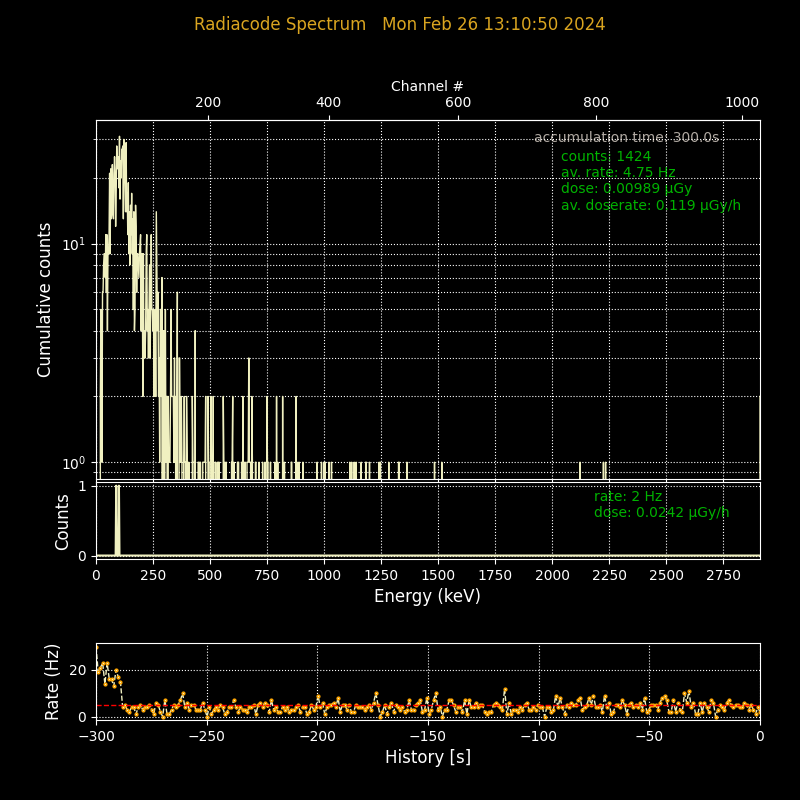 Radiacode Spectrum   Mon Feb 26 13:10:50 2024
Channel #
200 400 600 800 1000
accumulation time: 300.0s
counts: 1424
av. rate: 4.75 Hz
dose: 0.00989 µGy
av. doserate: 0.119 µGy/h
10¹
10⁰
Cumulative counts
rate: 2 Hz
dose: 0.0242 µGy/h
1
0
Counts
0 250 500 750 1000 1250 1500 1750 2000 2250 2500 2750
Energy (keV)
20
0
Rate (Hz)
−300 −250 −200 −150 −100 −50 0
History [s]